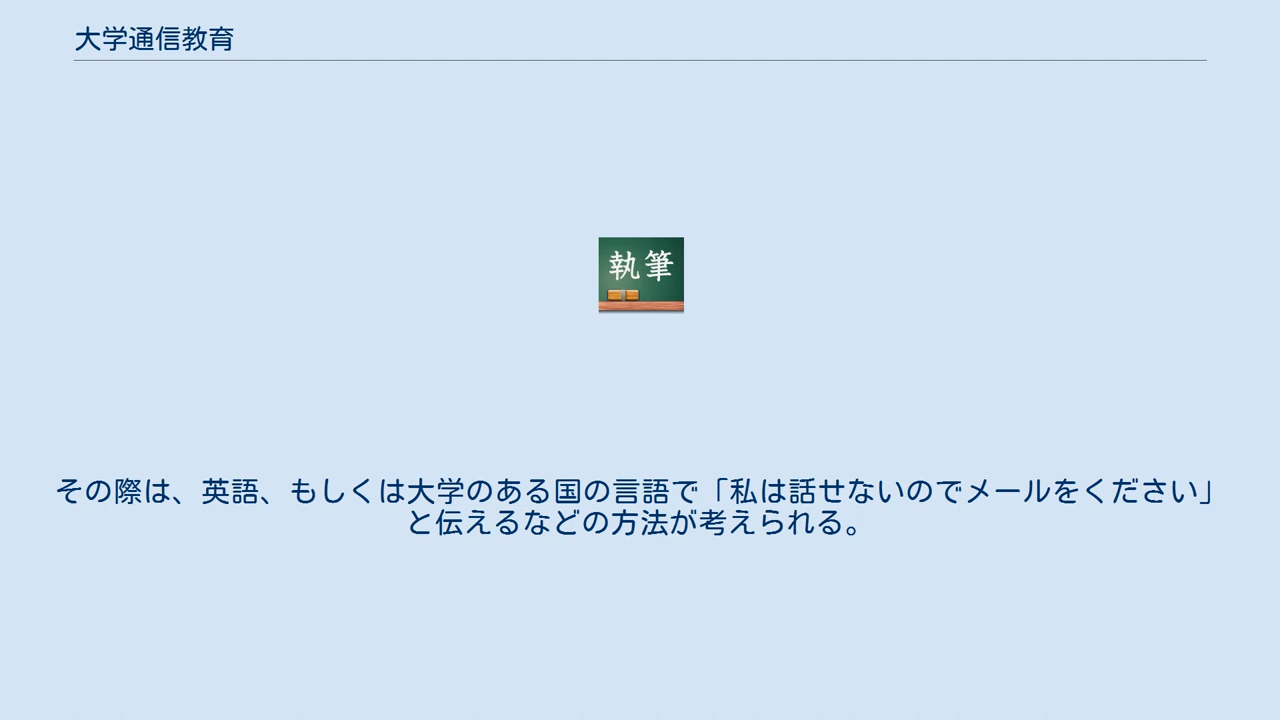 大学通信教育
執筆
その際は、英語、もしくは大学のある国の言語で「私は話せないのでメールをください」
と伝えるなどの方法が考えられる。